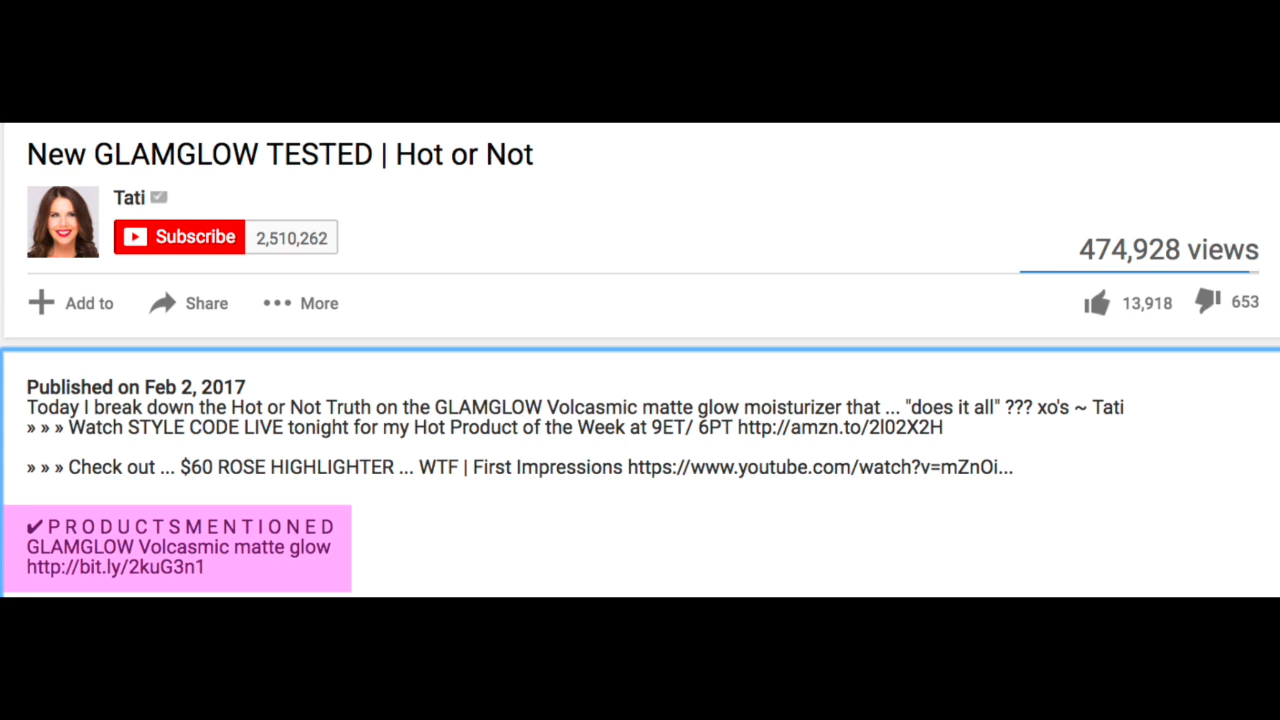 New GLAMGLOW TESTED | Hot or Not
Tati
Subscribe 2,510,262
474,928 views
Add to Share More 13,918 653
Published on Feb 2, 2017
Today I break down the Hot or Not Truth on the GLAMGLOW Volcasmic matte glow moisturizer that ... "does it all" ??? xo's ~ Tati
» » » Watch STYLE CODE LIVE tonight for my Hot Product of the Week at 9ET/ 6PT http://amzn.to/2l02X2H
» » » Check out ... $60 ROSE HIGHLIGHTER ... WTF | First Impressions https://www.youtube.com/watch?v=mZnOi...
✔ P R O D U C T S M E N T I O N E D
GLAMGLOW Volcasmic matte glow
http://bit.ly/2kuG3n1